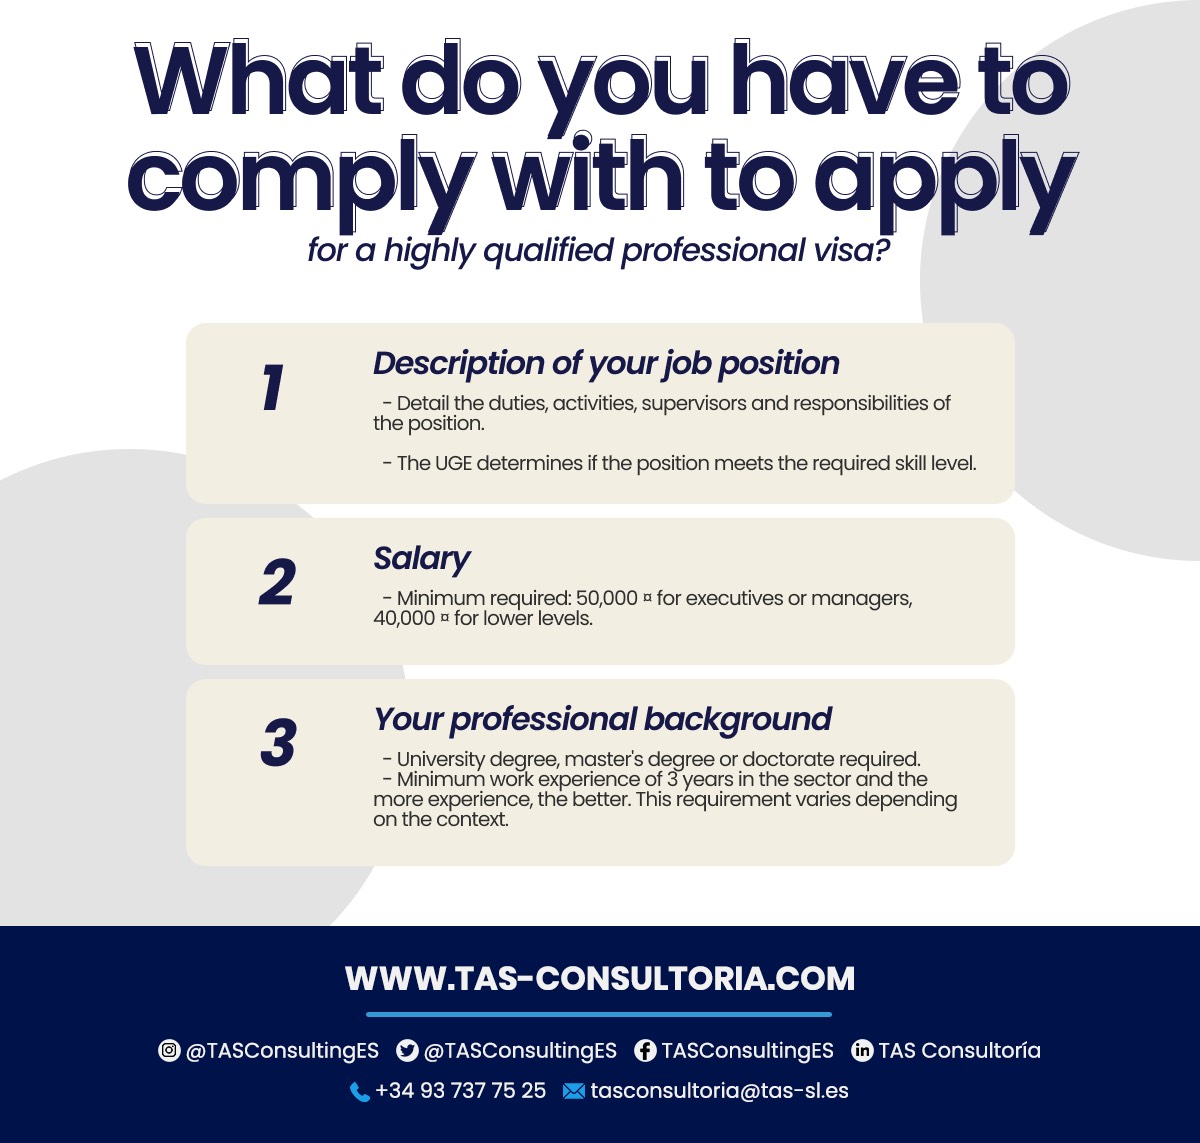 What do you have to
comply with to apply
for a highly qualified professional visa?
1
Description of your job position
- Detail the duties, activities, supervisors and responsibilities of
the position.
- The UGE determines if the position meets the required skill level.
2
Salary
- Minimum required: 50,000 ¤ for executives or managers,
40,000 ¤ for lower levels.
3
Your professional background
- University degree, master's degree or doctorate required.
- Minimum work experience of 3 years in the sector and the
more experience, the better. This requirement varies depending
on the context.
WWW.TAS-CONSULTORIA.COM
@TASConsultingES @TASConsultingES TASConsultingES TAS Consultoría
+34 93 737 75 25 tasconsultoria@tas-sl.es